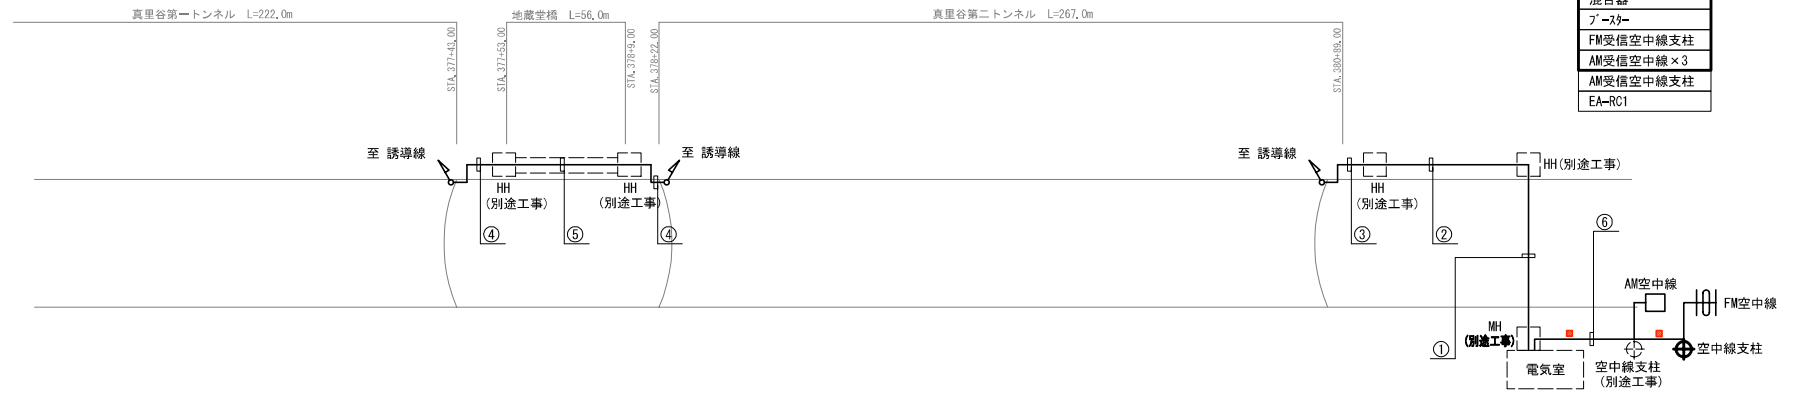 真里谷第一トンネル L=222.0m
地蔵堂橋 L=56.0m
真里谷第二トンネル L=267.0m
STA.377+43.00
STA.377+53.00
STA.378+9.00
STA.378+22.00
STA.380+89.00
混合器
ブースター
FM受信空中線支柱
AM受信空中線×3
AM受信空中線支柱
EA-RC1
至 誘導線
至 誘導線
至 誘導線
HH
(別途工事)
HH
(別途工事)
HH
(別途工事)
HH(別途工事)
④
⑤
④
③
②
⑥
①
AM空中線
FM空中線
MH
(別途工事)
空中線支柱
電気室
空中線支柱
(別途工事)